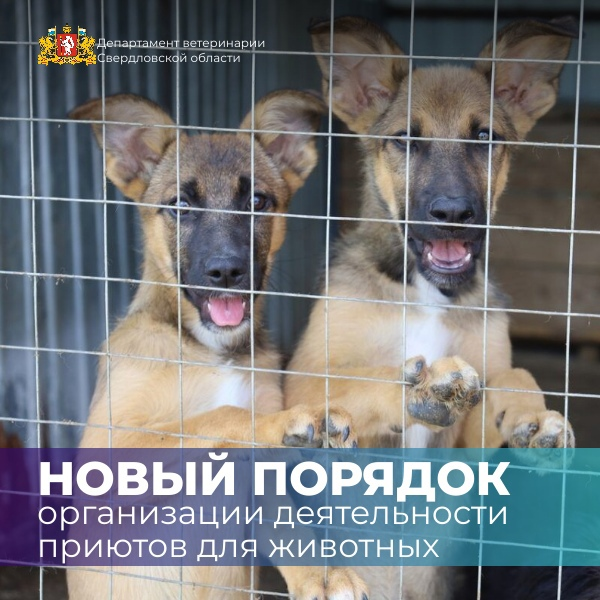 Департамент ветеринарии
Свердловской области
НОВЫЙ ПОРЯДОК
организации деятельности
приютов для животных